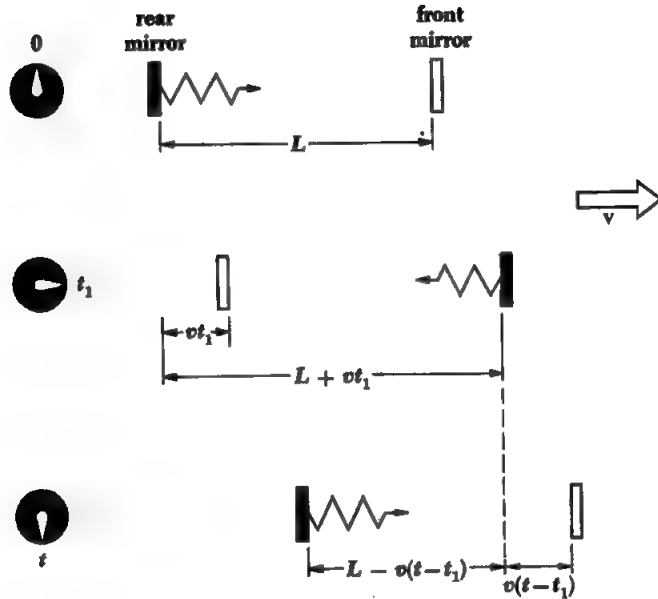 rear
mirror
front
mirror
0
L
v
t₁
vt₁
L + vt₁
t
L − v(t−t₁)
v(t−t₁)